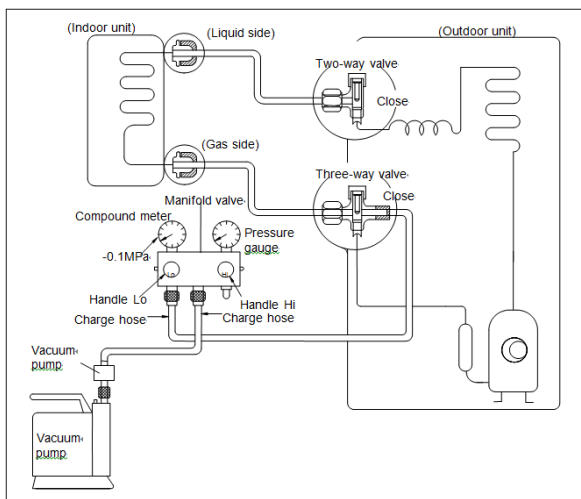 (Indoor unit)
(Liquid side)
(Outdoor unit)
Two-way valve
Close
(Gas side)
Three-way valve
Close
Manifold valve
Compound meter
Pressure
gauge
-0.1MPa
Lo
Hi
Handle Lo
Handle Hi
Charge hose
Charge hose
Vacuum
pump
Vacuum
pump